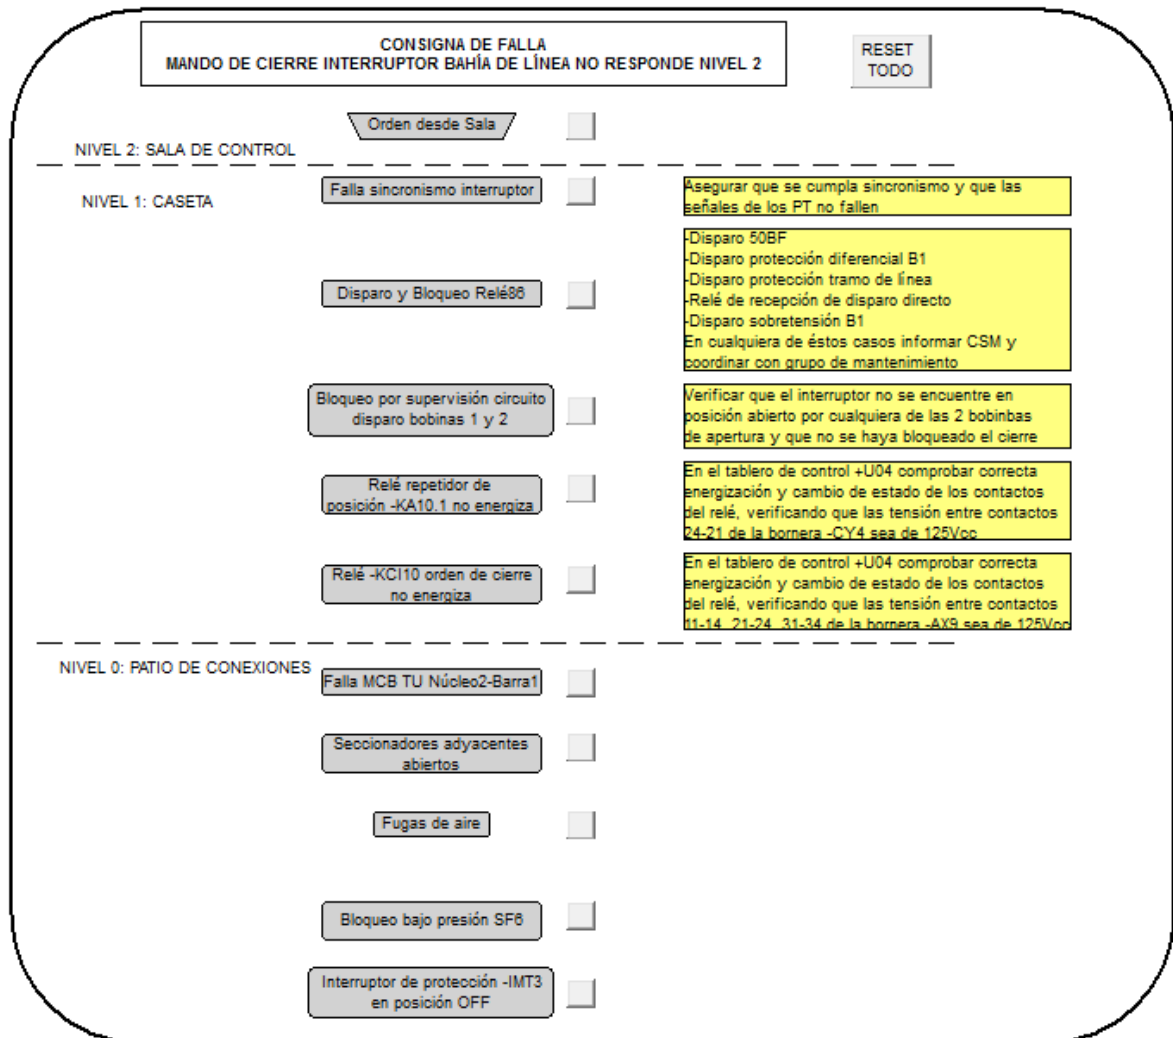 CONSIGNA DE FALLA
MANDO DE CIERRE INTERRUPTOR BAHÍA DE LÍNEA NO RESPONDE NIVEL 2
RESET
TODO
Orden desde Sala
NIVEL 2: SALA DE CONTROL
NIVEL 1: CASETA
Falla sincronismo interruptor
Asegurar que se cumpla sincronismo y que las
señales de los PT no fallen
Disparo y Bloqueo Relé86
-Disparo 50BF
-Disparo protección diferencial B1
-Disparo protección tramo de línea
-Relé de recepción de disparo directo
-Disparo sobretensión B1
En cualquiera de éstos casos informar CSM y
coordinar con grupo de mantenimiento
Bloqueo por supervisión circuito
disparo bobinas 1 y 2
Verificar que el interruptor no se encuentre en
posición abierto por cualquiera de las 2 bobinbas
de apertura y que no se haya bloqueado el cierre
Relé repetidor de
posición -KA10.1 no energiza
En el tablero de control +U04 comprobar correcta
energización y cambio de estado de los contactos
del relé, verificando que las tensión entre contactos
24-21 de la bornera -CY4 sea de 125Vcc
Relé -KCI10 orden de cierre
no energiza
En el tablero de control +U04 comprobar correcta
energización y cambio de estado de los contactos
del relé, verificando que las tensión entre contactos
11-14, 21-24, 31-34 de la bornera -AX9 sea de 125Vcc
NIVEL 0: PATIO DE CONEXIONES
Falla MCB TU Núcleo2-Barra1
Seccionadores adyacentes
abiertos
Fugas de aire
Bloqueo bajo presión SF6
Interruptor de protección -IMT3
en posición OFF